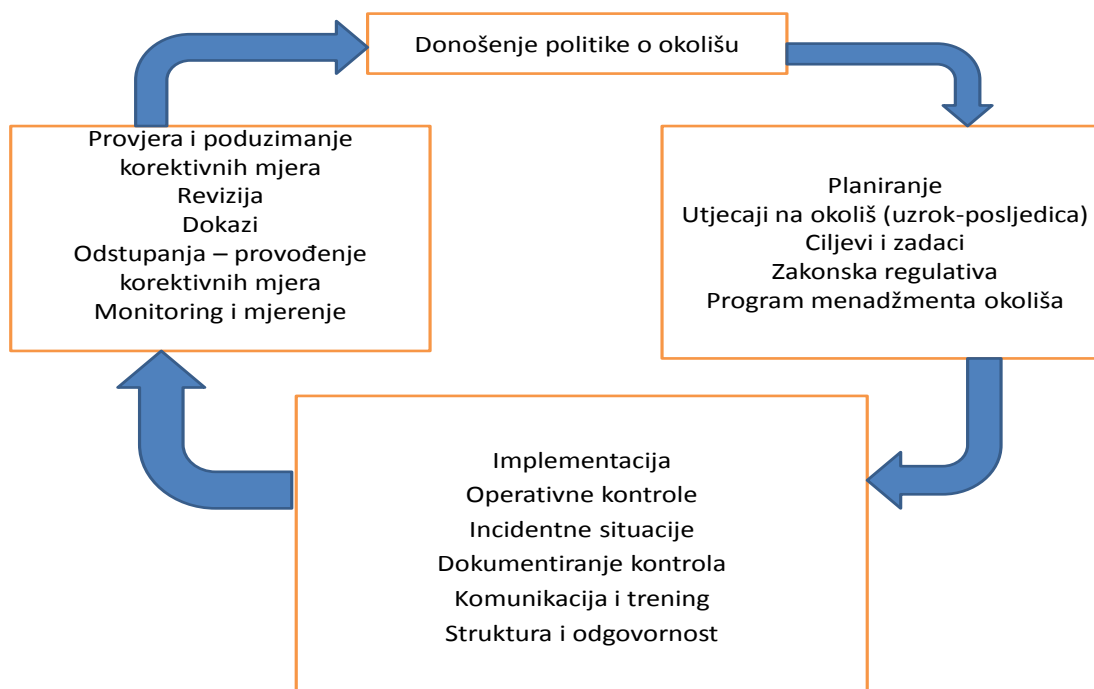 Donošenje politike o okolišu
Provjera i poduzimanje
korektivnih mjera
Revizija
Dokazi
Odstupanja – provođenje
korektivnih mjera
Monitoring i mjerenje
Planiranje
Utjecaji na okoliš (uzrok-posljedica)
Ciljevi i zadaci
Zakonska regulativa
Program menadžmenta okoliša
Implementacija
Operativne kontrole
Incidentne situacije
Dokumentiranje kontrola
Komunikacija i trening
Struktura i odgovornost